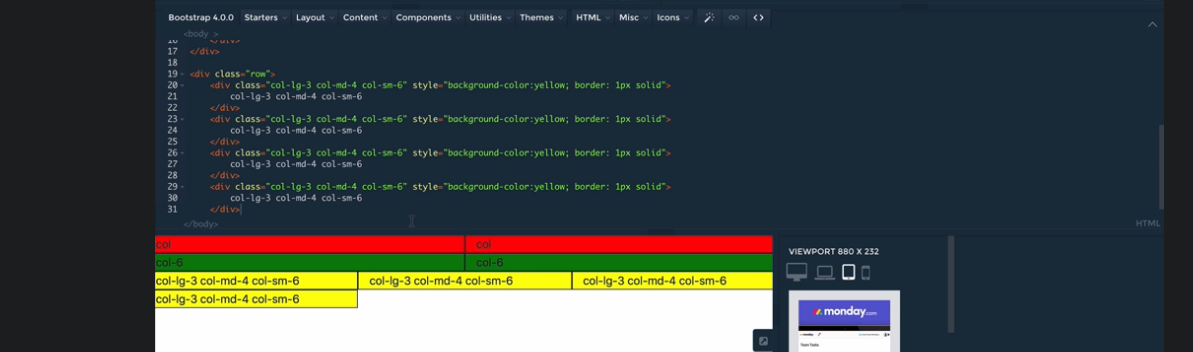 Bootstrap 4.0.0 Starters Layout Content Components Utilities Themes HTML Misc Icons
<body >
16 </div>
17 </div>
18
19 <div class="row">
20 <div class="col-lg-3 col-md-4 col-sm-6" style="background-color:yellow; border: 1px solid">
21 col-lg-3 col-md-4 col-sm-6
22 </div>
23 <div class="col-lg-3 col-md-4 col-sm-6" style="background-color:yellow; border: 1px solid">
24 col-lg-3 col-md-4 col-sm-6
25 </div>
26 <div class="col-lg-3 col-md-4 col-sm-6" style="background-color:yellow; border: 1px solid">
27 col-lg-3 col-md-4 col-sm-6
28 </div>
29 <div class="col-lg-3 col-md-4 col-sm-6" style="background-color:yellow; border: 1px solid">
30 col-lg-3 col-md-4 col-sm-6
31 </div>
</body>
HTML
col col
col-6 col-6
col-lg-3 col-md-4 col-sm-6 col-lg-3 col-md-4 col-sm-6 col-lg-3 col-md-4 col-sm-6
col-lg-3 col-md-4 col-sm-6
VIEWPORT 880 X 232
monday.com
Team Tasks